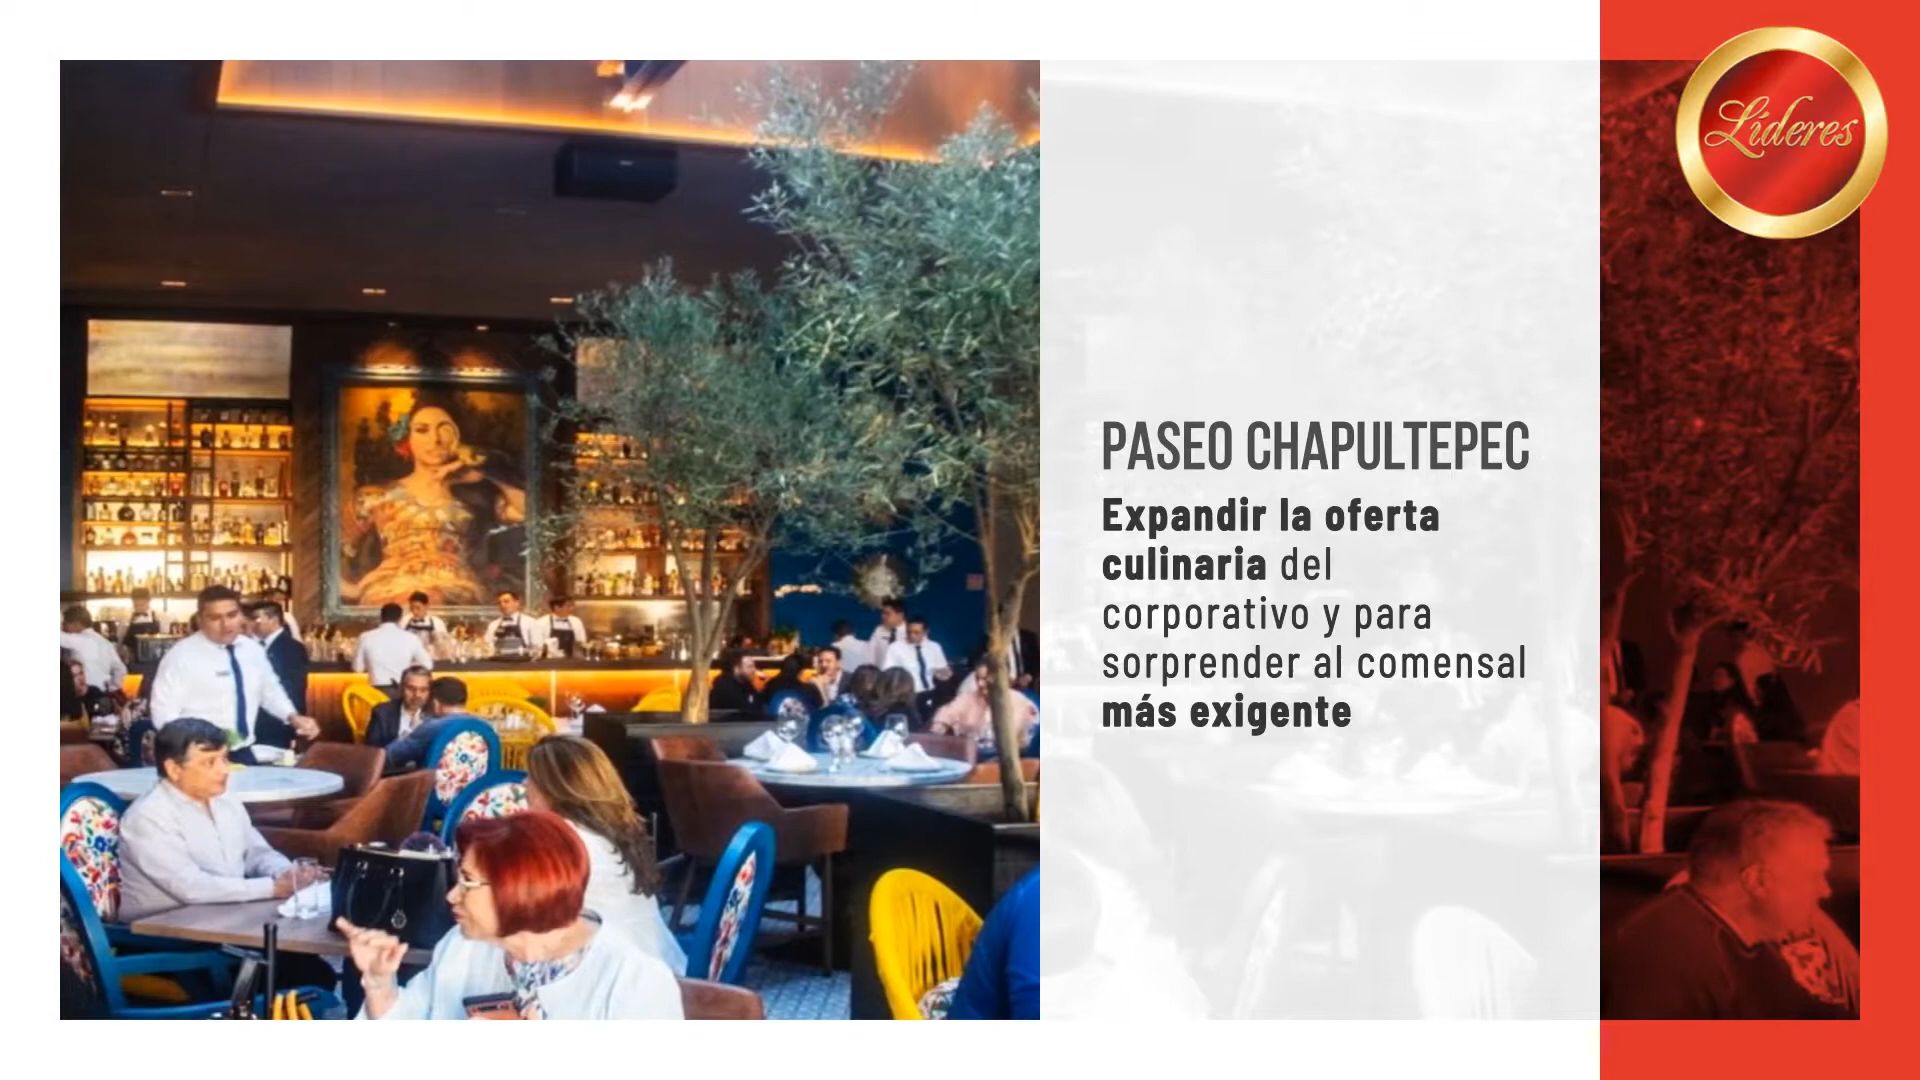 Líderes
PASEO CHAPULTEPEC
Expandir la oferta
culinaria del
corporativo y para
sorprender al comensal
más exigente